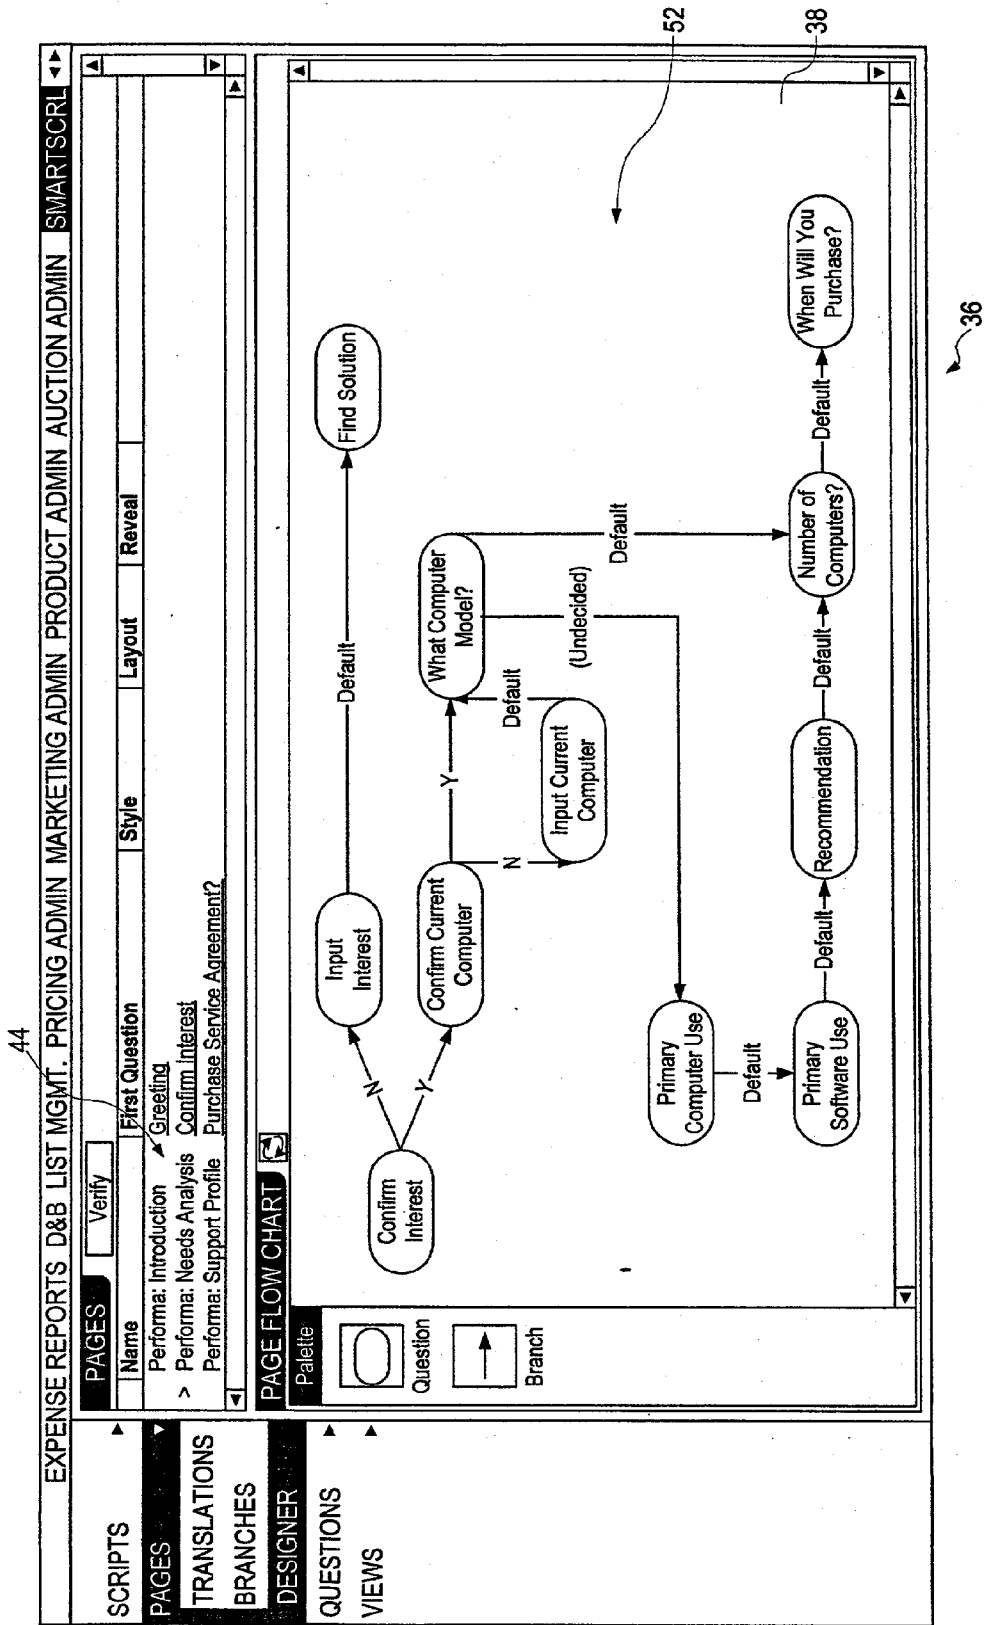 EXPENSE REPORTS D&B LIST MGMT. PRICING ADMIN MARKETING ADMIN PRODUCT ADMIN AUCTION ADMIN SMARTSCRL
SCRIPTS
PAGES
TRANSLATIONS
BRANCHES
DESIGNER
QUESTIONS
VIEWS
PAGES
Verify
44
Name First Question Style Layout Reveal
Performa: Introduction Greeting
> Performa: Needs Analysis Confirm Interest
Performa: Support Profile Purchase Service Agreement?
PAGE FLOW CHART
Palette
Question
Branch
Confirm
Interest
N
Y
Input
Interest
Default
Find Solution
Confirm Current
Computer
Y
N
Input Current
Computer
Default
What Computer
Model?
(Undecided)
Default
Primary
Computer Use
Default
Primary
Software Use
Default
Recommendation
Default
Number of
Computers?
Default
When Will You
Purchase?
52
38
36